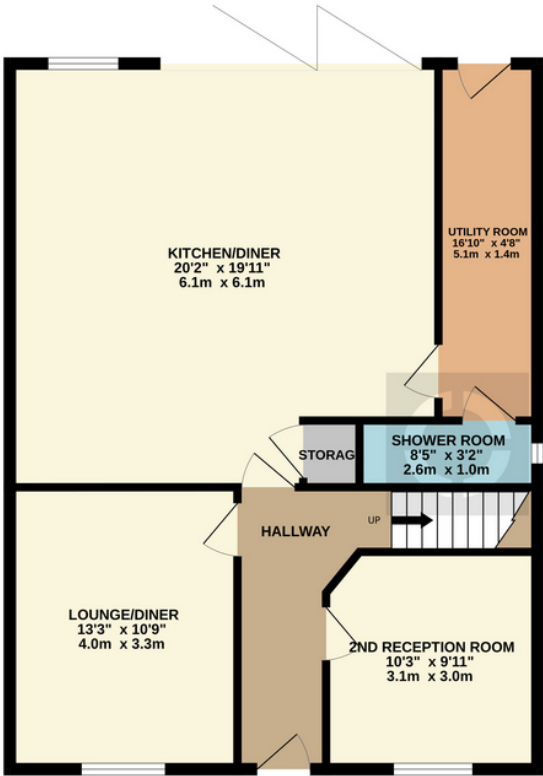 KITCHEN/DINER
20'2" x 19'11"
6.1m x 6.1m
UTILITY ROOM
16'10" x 4'8"
5.1m x 1.4m
STORAG
SHOWER ROOM
8'5" x 3'2"
2.6m x 1.0m
HALLWAY
UP
LOUNGE/DINER
13'3" x 10'9"
4.0m x 3.3m
2ND RECEPTION ROOM
10'3" x 9'11"
3.1m x 3.0m